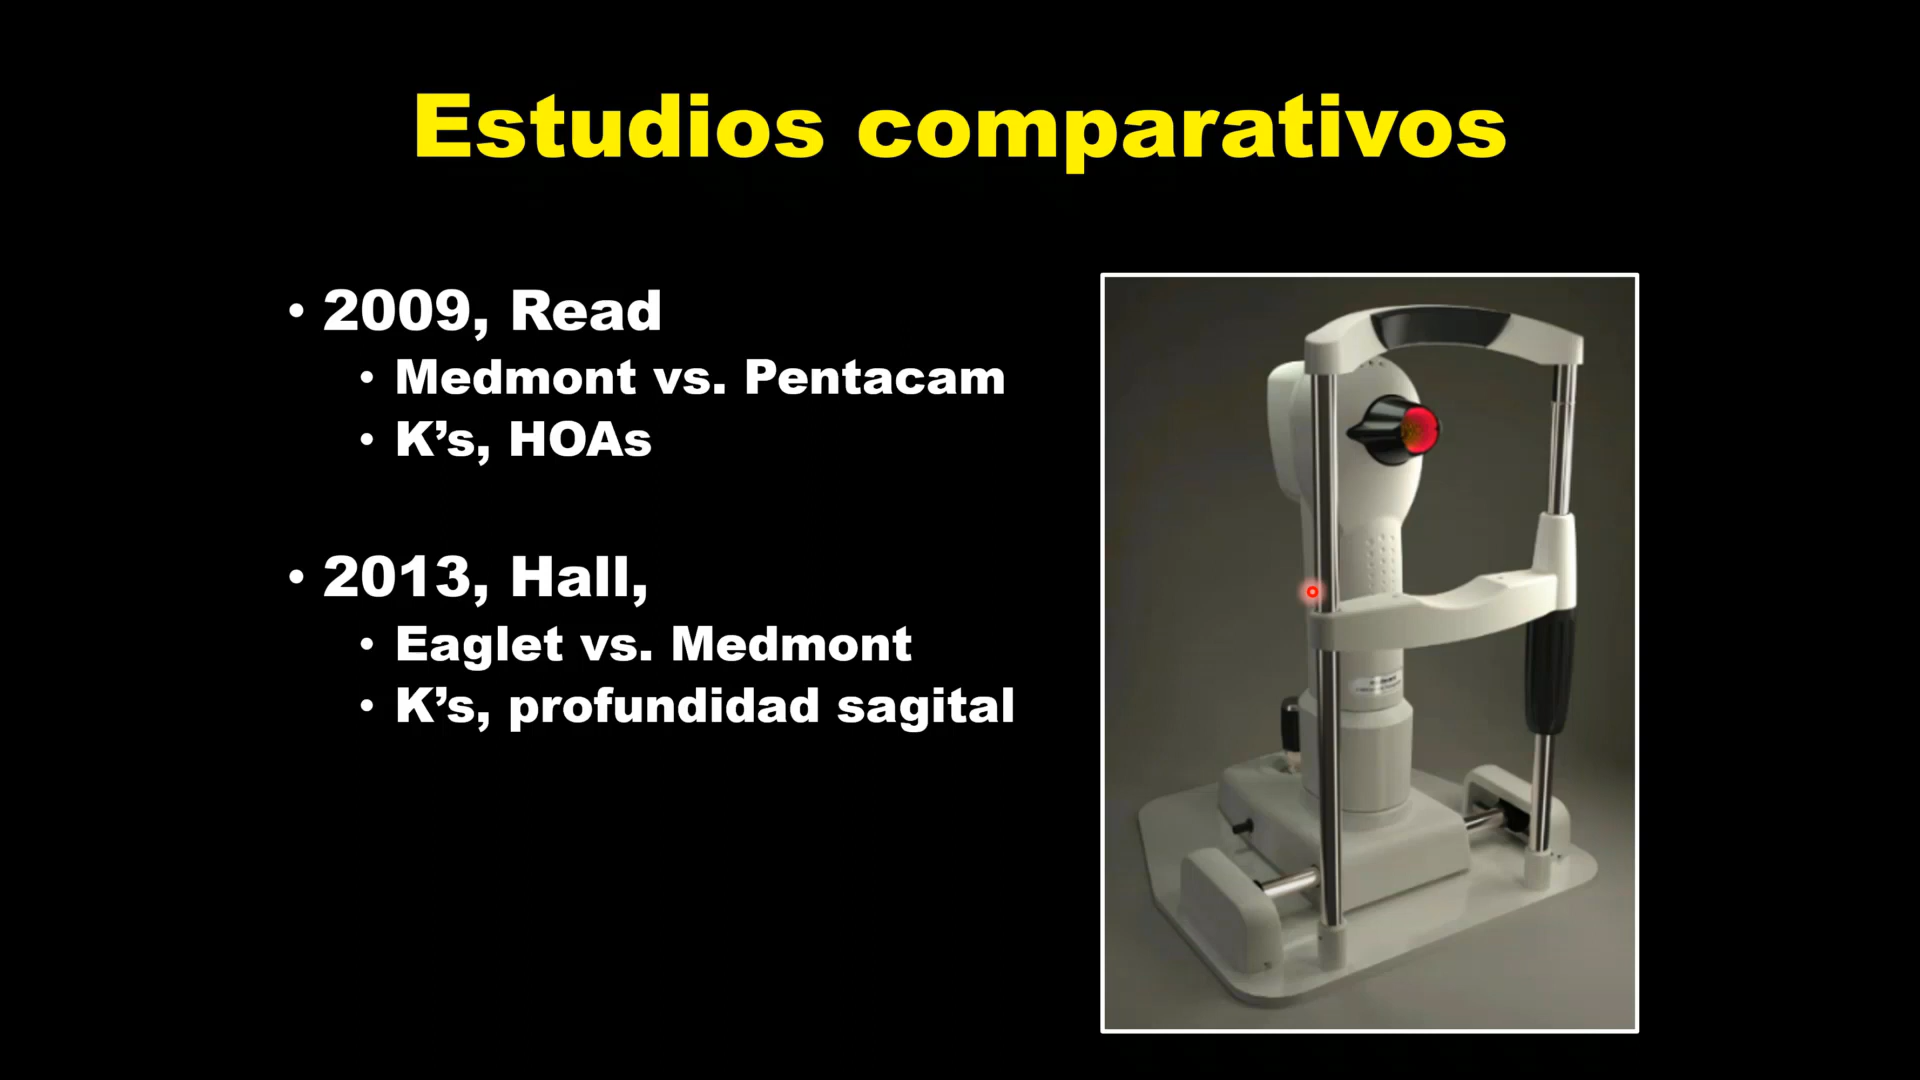 Estudios comparativos
• 2009, Read
• Medmont vs. Pentacam
• K’s, HOAs
• 2013, Hall,
• Eaglet vs. Medmont
• K’s, profundidad sagital